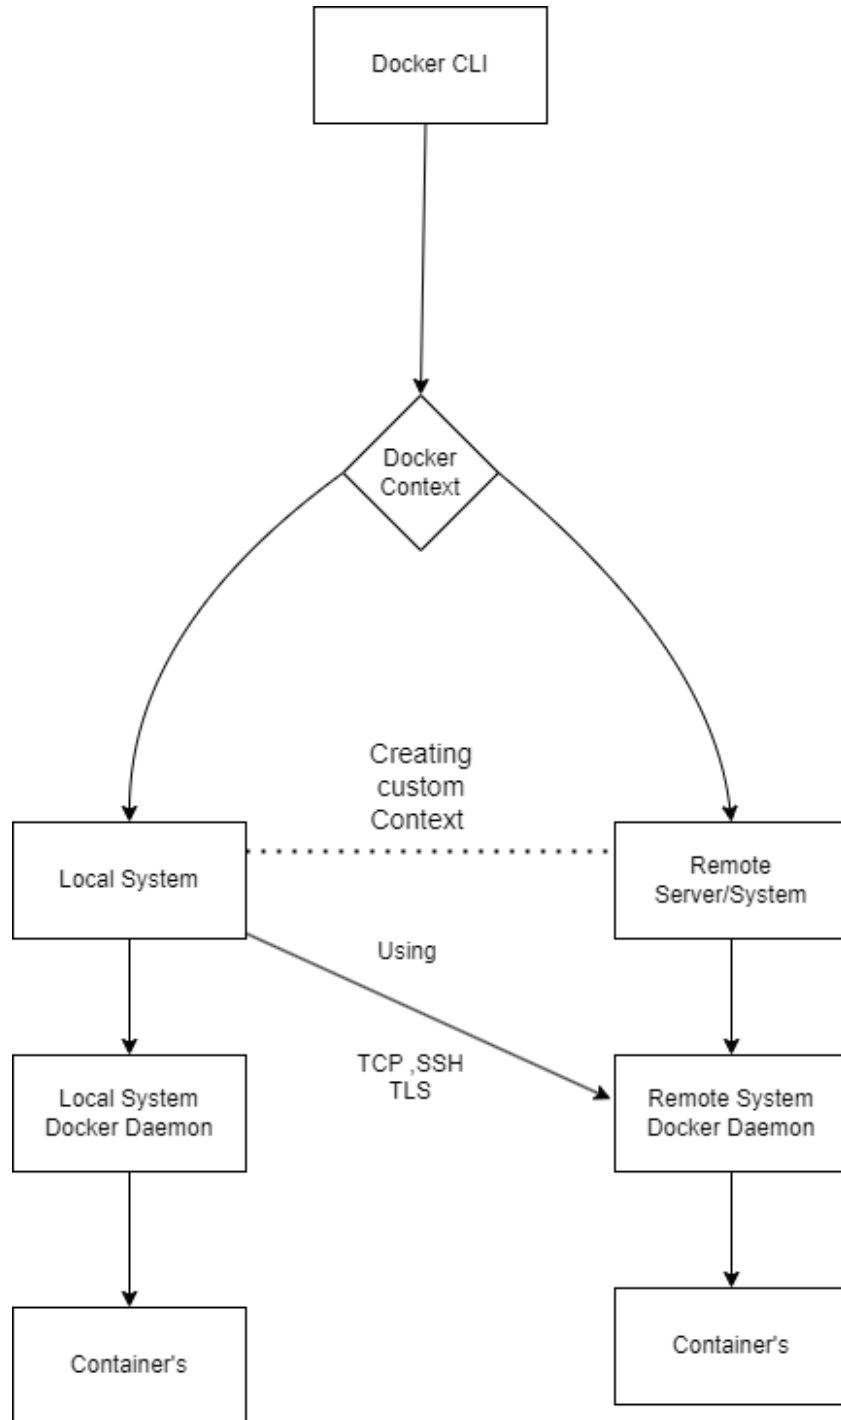 Docker CLI
Docker
Context
Creating
custom
Context
Local System
Remote
Server/System
Using
TCP ,SSH
TLS
Local System
Docker Daemon
Remote System
Docker Daemon
Container's
Container's